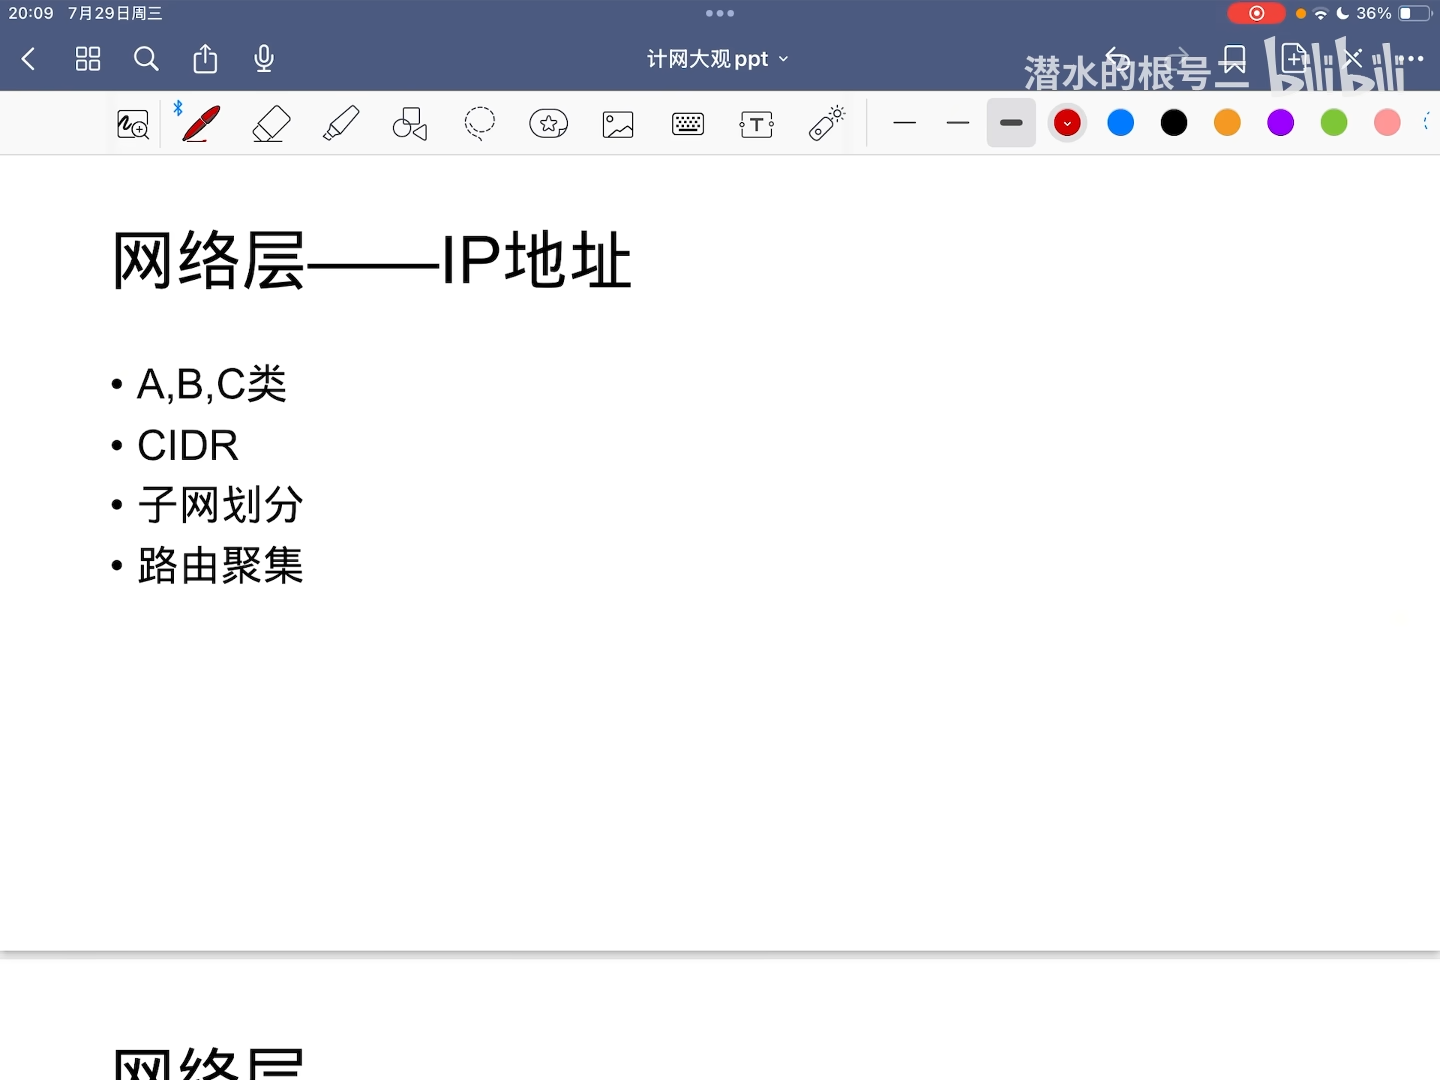 20:09 7月29日周三
36%
计网大观ppt
潜水的根号二 bilibili
网络层——IP地址
• A,B,C类
• CIDR
• 子网划分
• 路由聚集
网络层